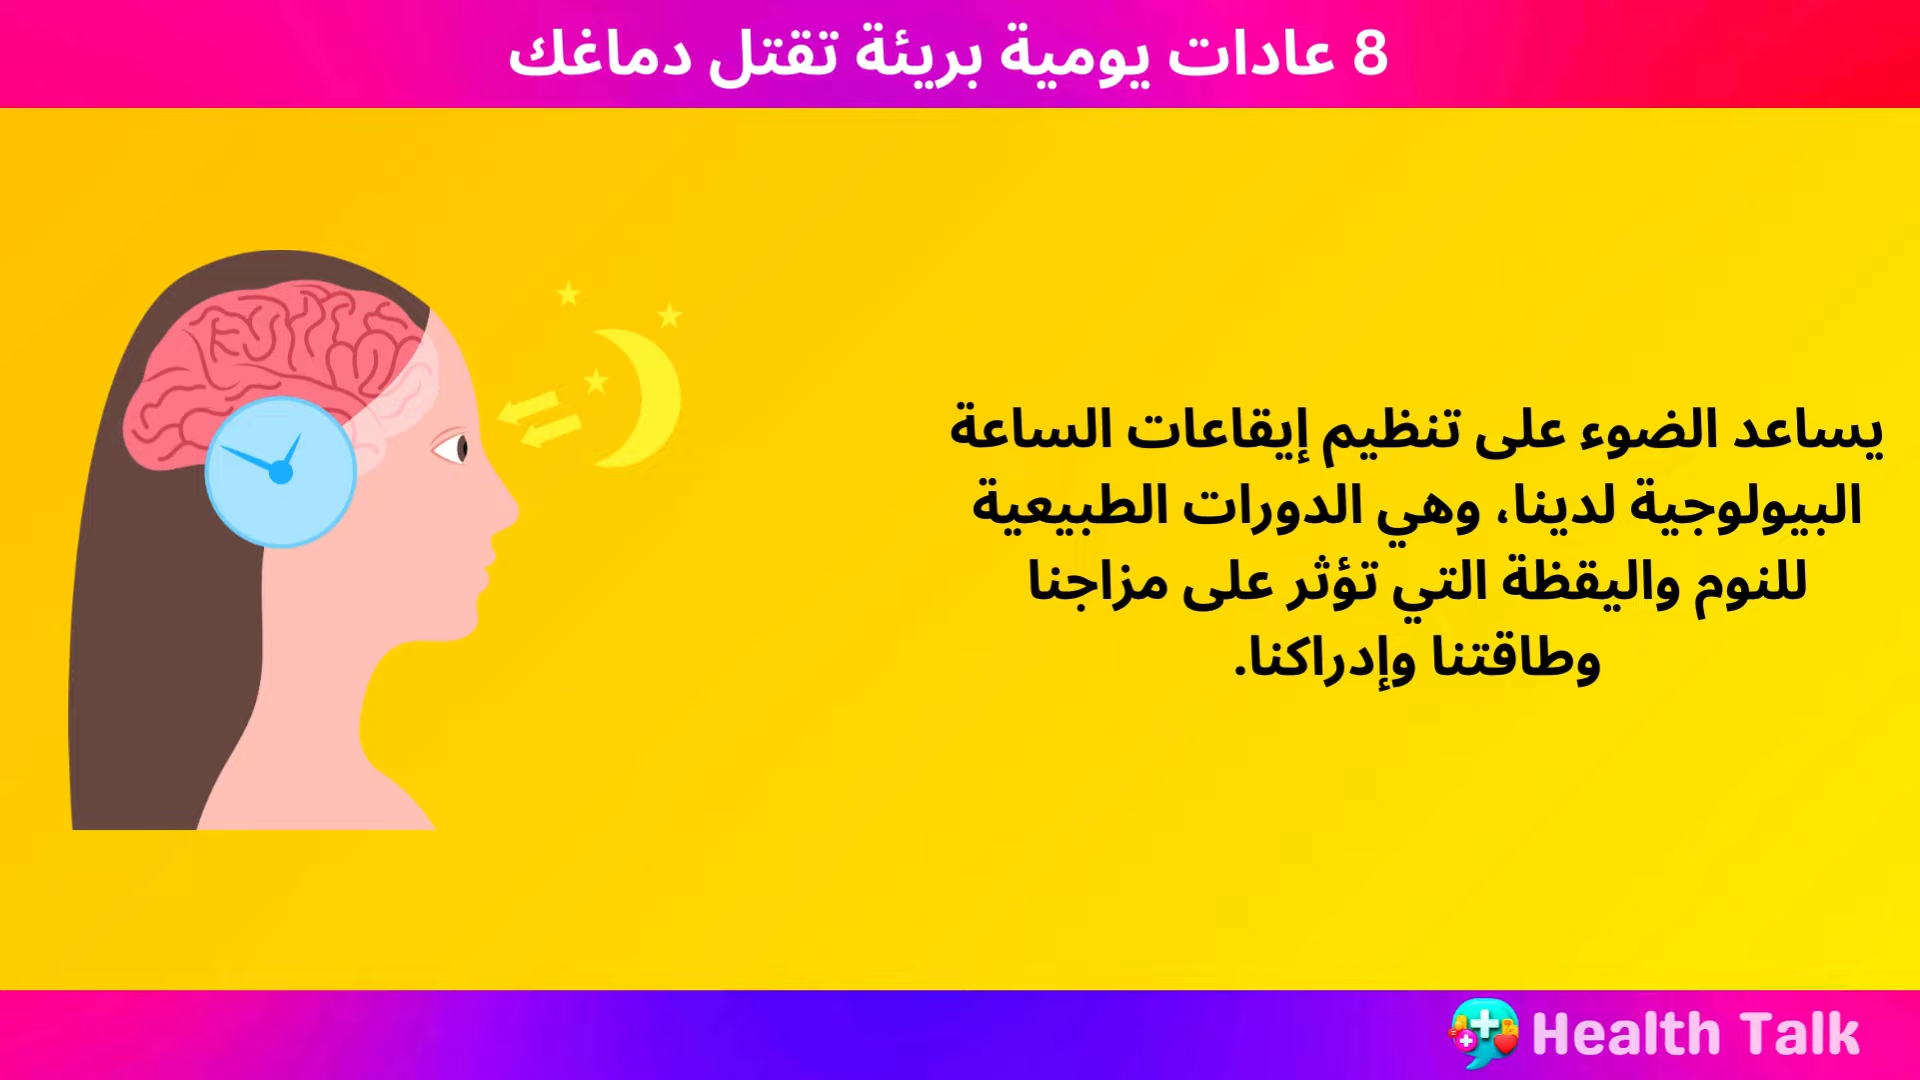 8 عادات يومية بريئة تقتل دماغك
يساعد الضوء على تنظيم إيقاعات الساعة
البيولوجية لدينا، وهي الدورات الطبيعية
للنوم واليقظة التي تؤثر على مزاجنا
وطاقتنا وإدراكنا.
Health Talk